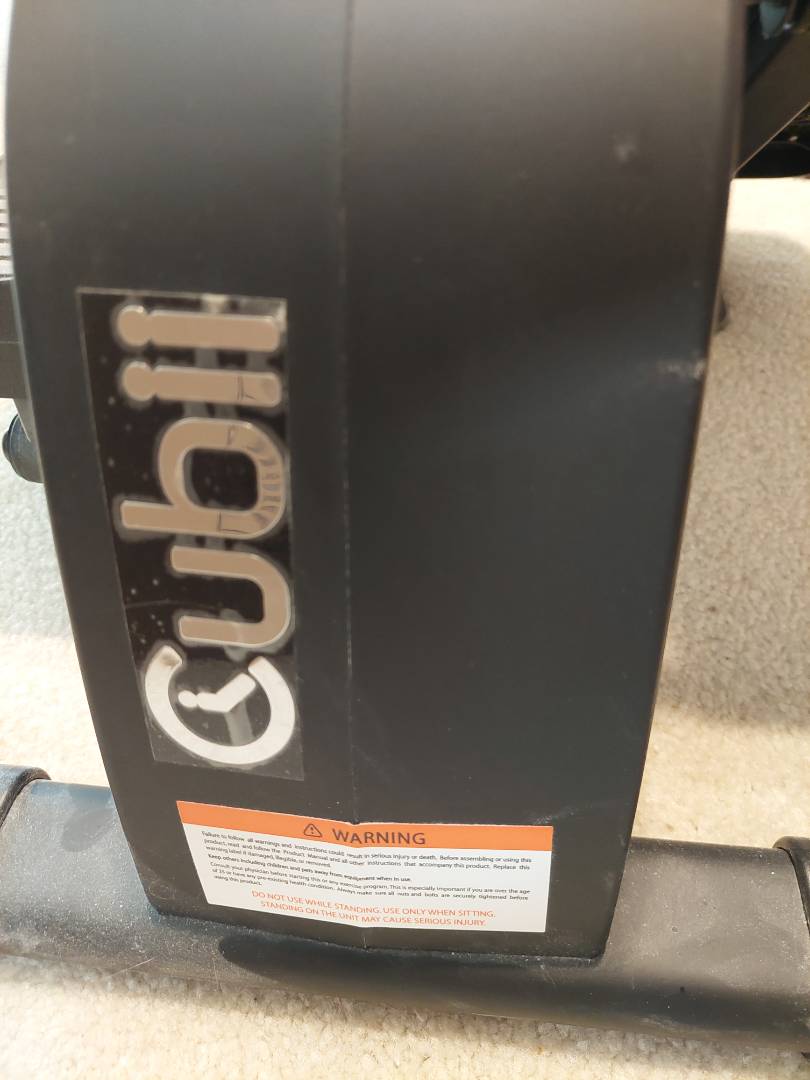 Cubii
WARNING
Failure to follow all warnings and instructions could result in serious injury or death. Before assembling or using this
product, read and follow the Product Manual and all other instructions that accompany this product. Replace this
warning label if damaged, illegible, or removed.
Keep others including children and pets away from equipment when in use.
Consult your physician before starting this or any exercise program. This is especially important if you are over the age
of 35 or have any pre-existing health condition. Always make sure all nuts and bolts are securely tightened before
using this product.
DO NOT USE WHILE STANDING. USE ONLY WHEN SITTING.
STANDING ON THE UNIT MAY CAUSE SERIOUS INJURY.